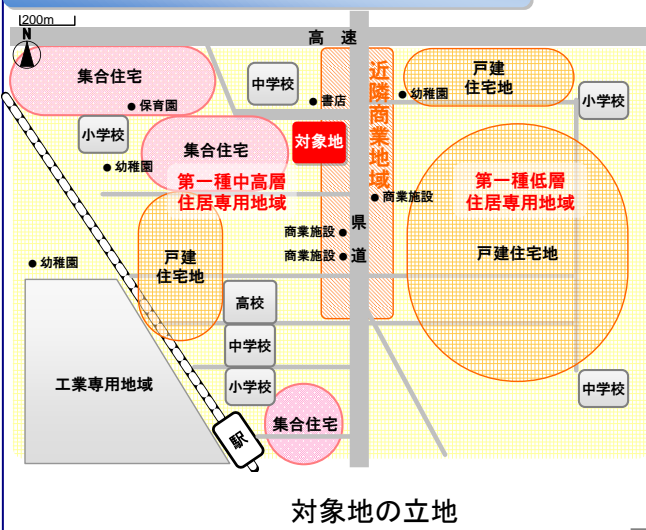 200m
N
高速
集合住宅
保育園
小学校
幼稚園
集合住宅
第一種中高層
住居専用地域
中学校
書店
対象地
近隣商業地域
幼稚園
戸建
住宅地
小学校
第一種低層
住居専用地域
戸建住宅地
商業施設
商業施設
商業施設
県道
戸建
住宅地
幼稚園
工業専用地域
高校
中学校
小学校
集合住宅
駅
中学校
対象地の立地